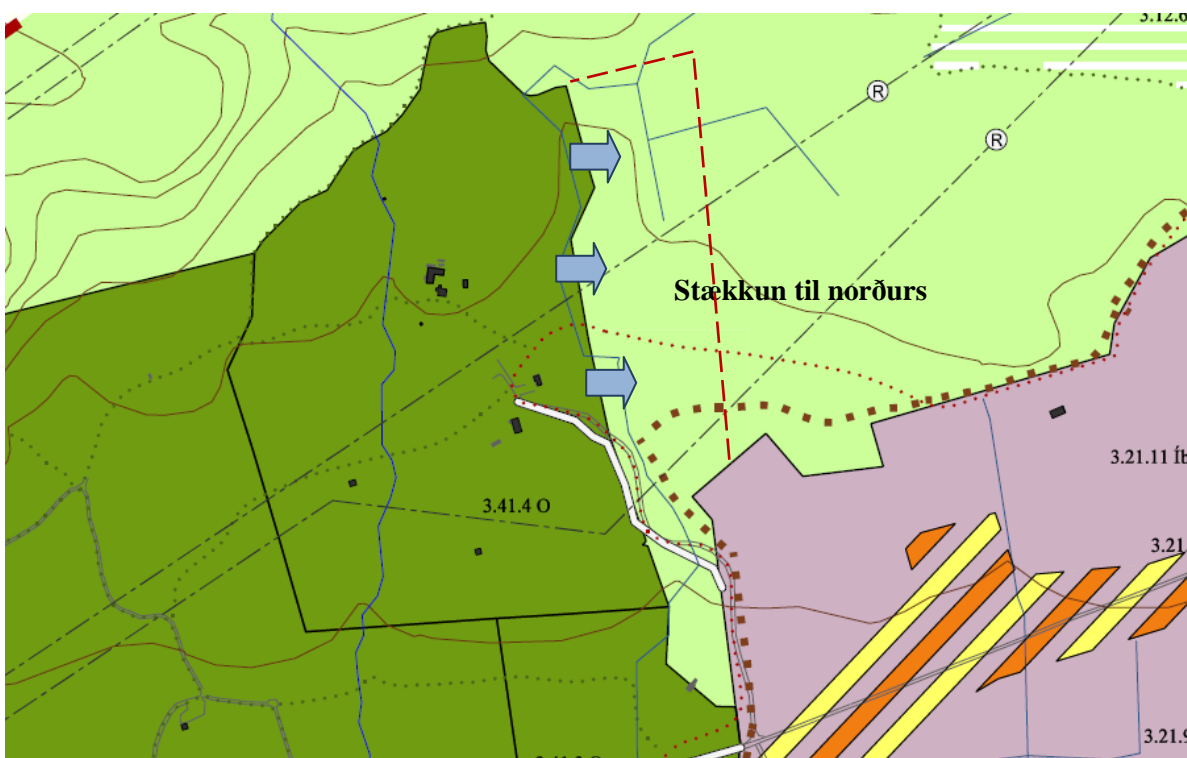 3.12.6
R
R
Stækkun til norðurs
3.21.11 Íb
3.41.4 O
3.21.
3.21.9